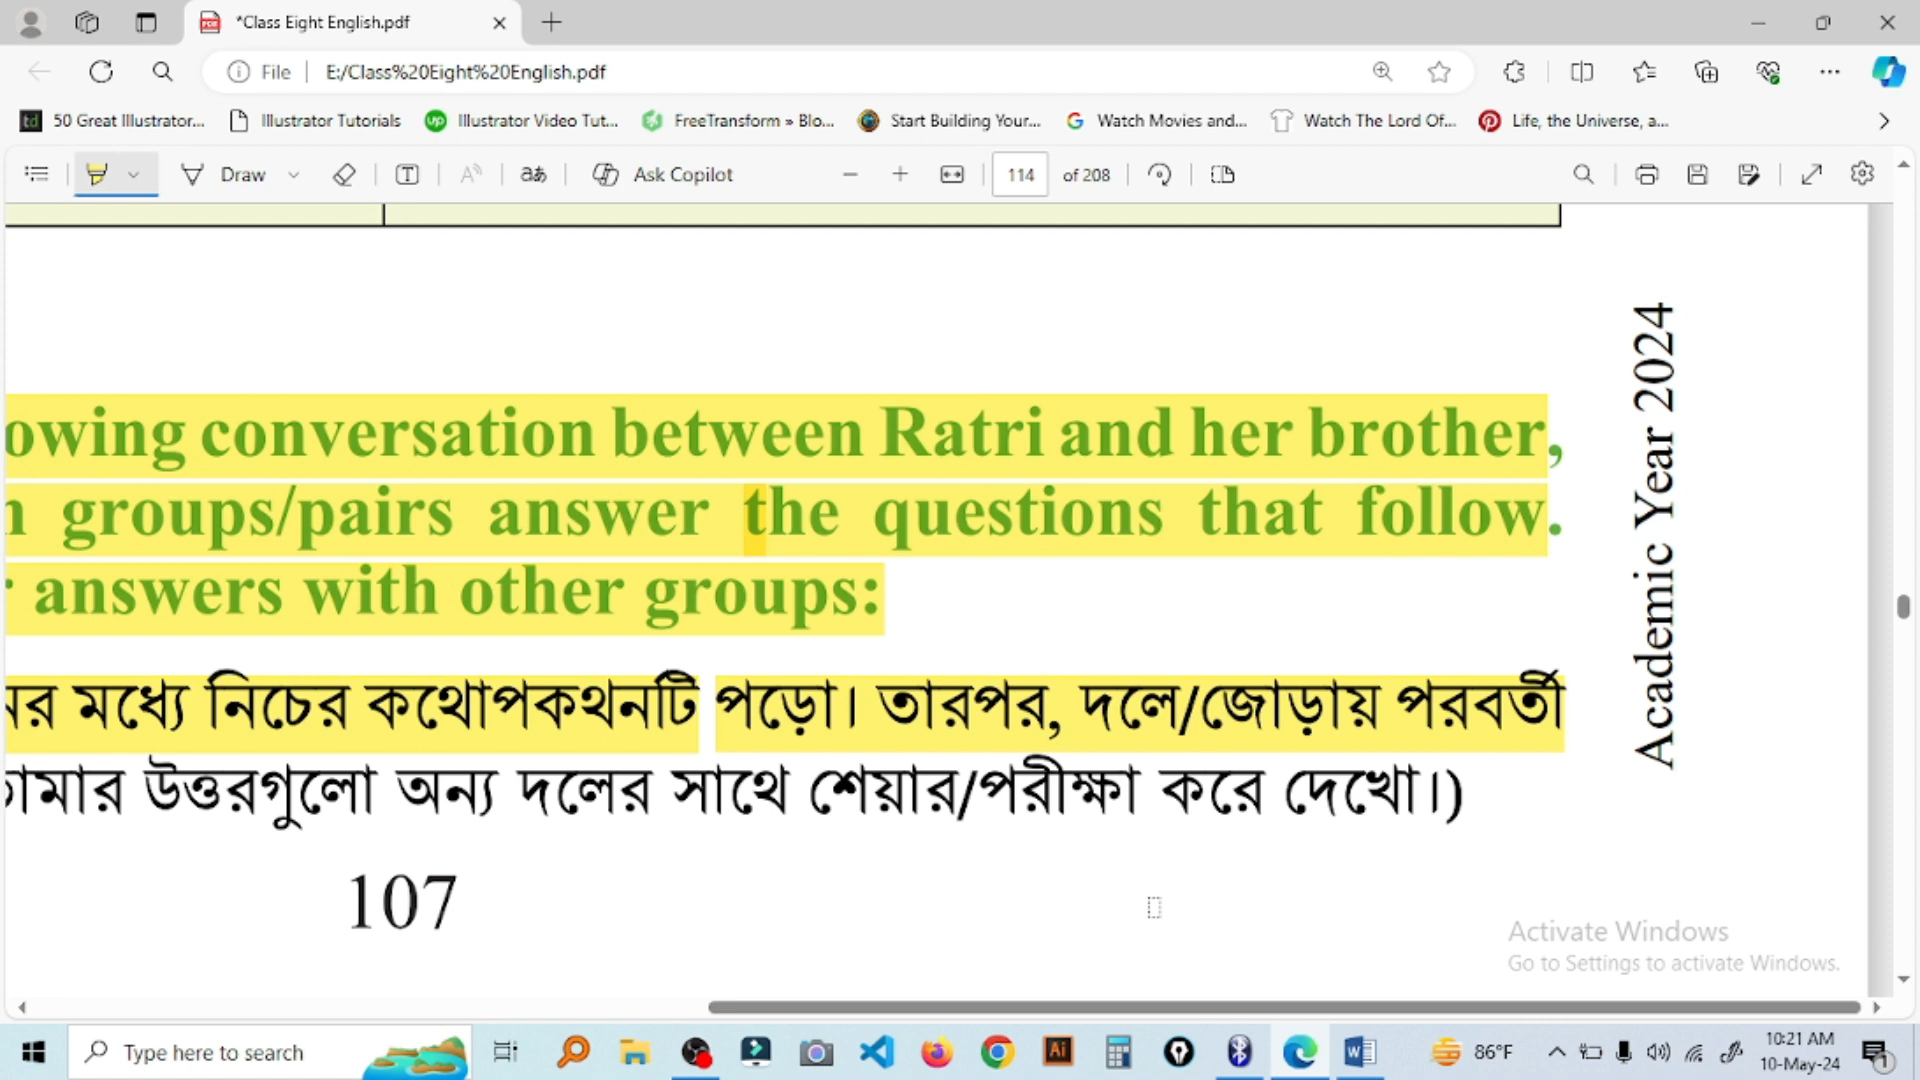 *Class Eight English.pdf
File
E:/Class%20Eight%20English.pdf
td 50 Great Illustrator...
Illustrator Tutorials
up Illustrator Video Tut...
FreeTransform » Blo...
Start Building Your...
Watch Movies and...
Watch The Lord Of...
Life, the Universe, a...
Draw
Ask Copilot
114 of 208
Academic Year 2024
owing conversation between Ratri and her brother,
groups/pairs answer the questions that follow.
answers with other groups:
মধ্যে নিচের কথোপকথনটি পড়ো। তারপর, দলে/জোড়ায় পরবর্তী
উত্তরগুলো অন্য দলের সাথে শেয়ার/পরীক্ষা করে দেখো।)
107
Activate Windows
Go to Settings to activate Windows.
Type here to search
Ai
86°F
10:21 AM
10-May-24
1